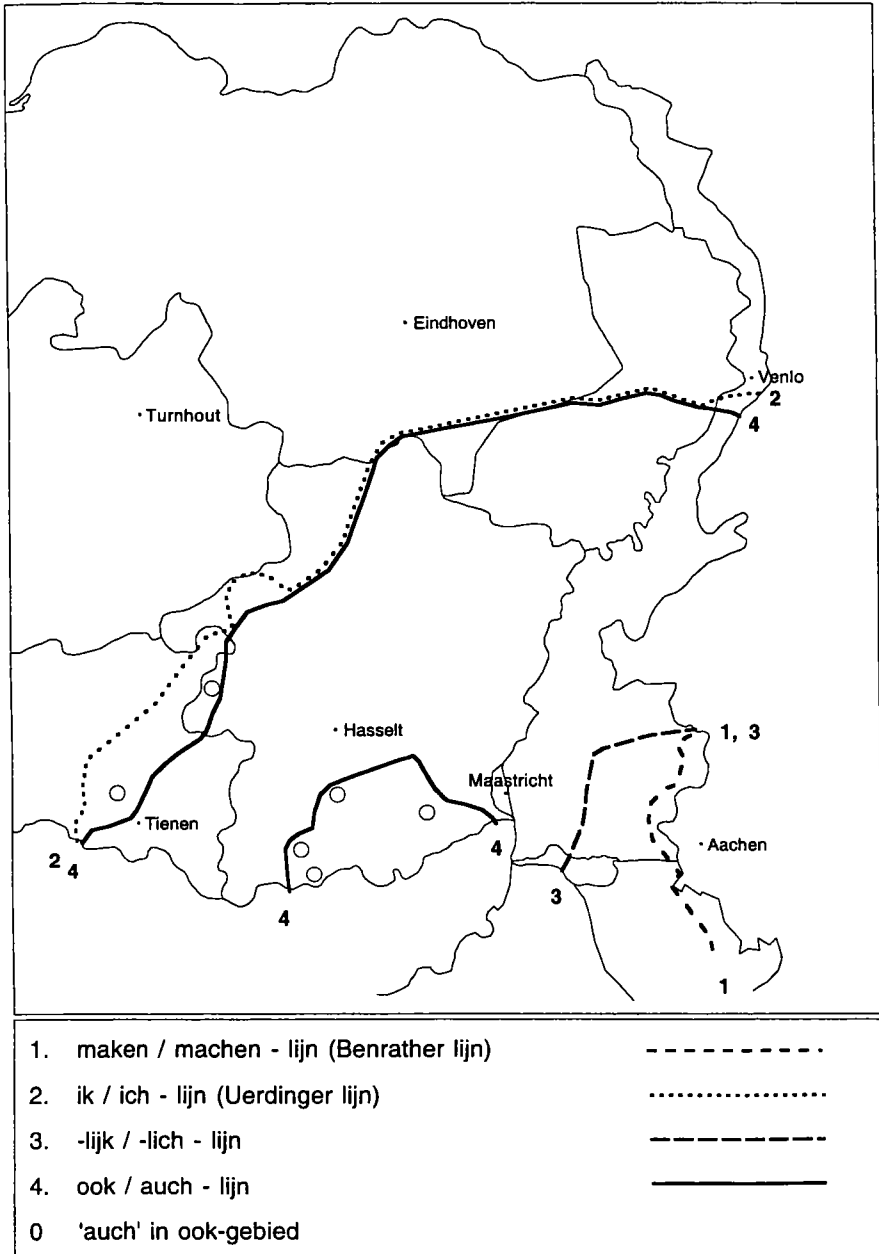 Eindhoven
Venlo
2
4
Turnhout
Hasselt
1, 3
Maastricht
Tienen
Aachen
2 4
4
4
3
1
1. maken / machen - lijn (Benrather lijn)
2. ik / ich - lijn (Uerdinger lijn)
3. -lijk / -lich - lijn
4. ook / auch - lijn
0 'auch' in ook-gebied